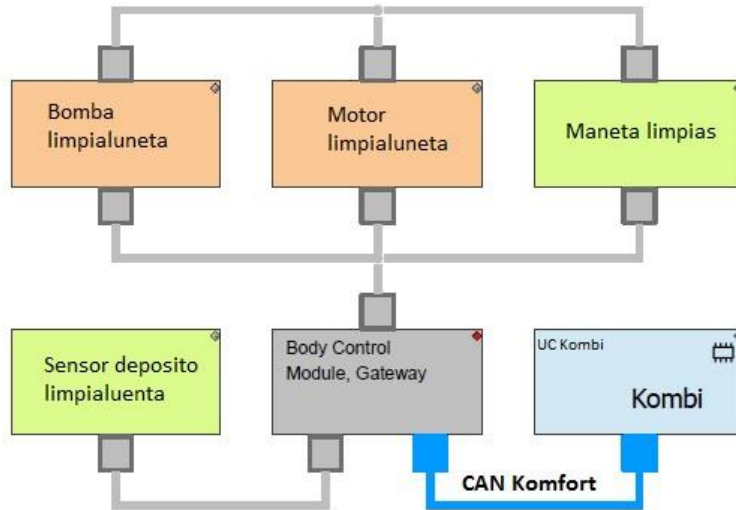 Bomba
limpialuneta
Motor
limpialuneta
Maneta limpias
Sensor deposito
limpialuenta
Body Control
Module, Gateway
UC Kombi
Kombi
CAN Komfort